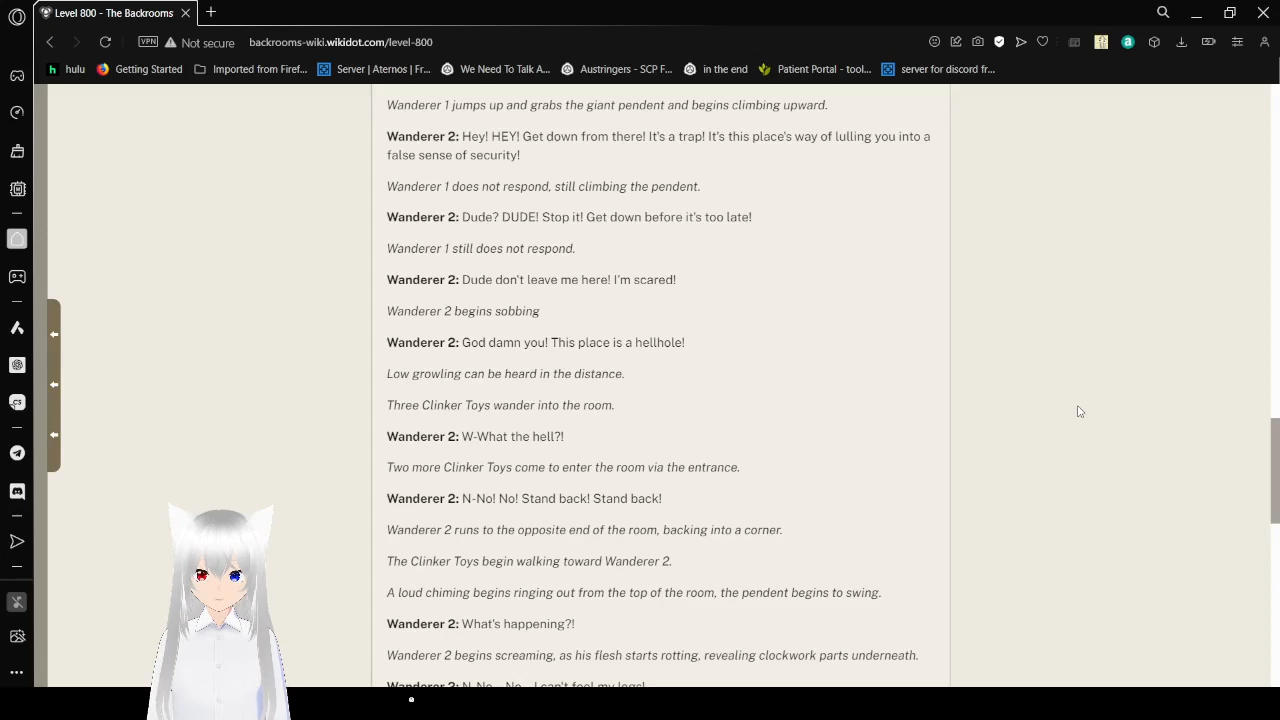 Level 800 - The Backrooms
VPN Not secure backrooms-wiki.wikidot.com/level-800
hulu Getting Started Imported from Firef... Server | Aternos | Fr... We Need To Talk A... Austringers - SCP F... in the end Patient Portal - tool... server for discord fr...
Wanderer 1 jumps up and grabs the giant pendent and begins climbing upward.
Wanderer 2: Hey! HEY! Get down from there! It's a trap! It's this place's way of lulling you into a
false sense of security!
Wanderer 1 does not respond, still climbing the pendent.
Wanderer 2: Dude? DUDE! Stop it! Get down before it's too late!
Wanderer 1 still does not respond.
Wanderer 2: Dude don't leave me here! I'm scared!
Wanderer 2 begins sobbing
Wanderer 2: God damn you! This place is a hellhole!
Low growling can be heard in the distance.
Three Clinker Toys wander into the room.
Wanderer 2: W-What the hell?!
Two more Clinker Toys come to enter the room via the entrance.
Wanderer 2: N-No! No! Stand back! Stand back!
Wanderer 2 runs to the opposite end of the room, backing into a corner.
The Clinker Toys begin walking toward Wanderer 2.
A loud chiming begins ringing out from the top of the room, the pendent begins to swing.
Wanderer 2: What's happening?!
Wanderer 2 begins screaming, as his flesh starts rotting, revealing clockwork parts underneath.
Wanderer 2: N-No... No... I can't feel my legs!